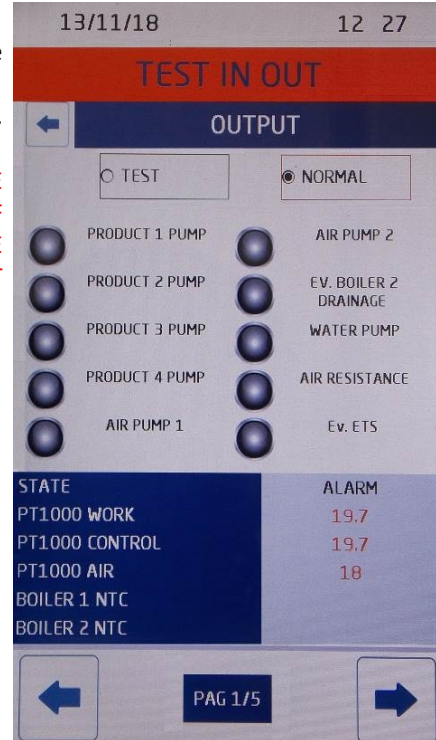 13/11/18 12 27
TEST IN OUT
OUTPUT
TEST NORMAL
PRODUCT 1 PUMP AIR PUMP 2
PRODUCT 2 PUMP EV. BOILER 2 DRAINAGE
PRODUCT 3 PUMP WATER PUMP
PRODUCT 4 PUMP AIR RESISTANCE
AIR PUMP 1 Ev. ETS
STATE ALARM
PT1000 WORK 19.7
PT1000 CONTROL 19.7
PT1000 AIR 18
BOILER 1 NTC
BOILER 2 NTC
PAG 1/5